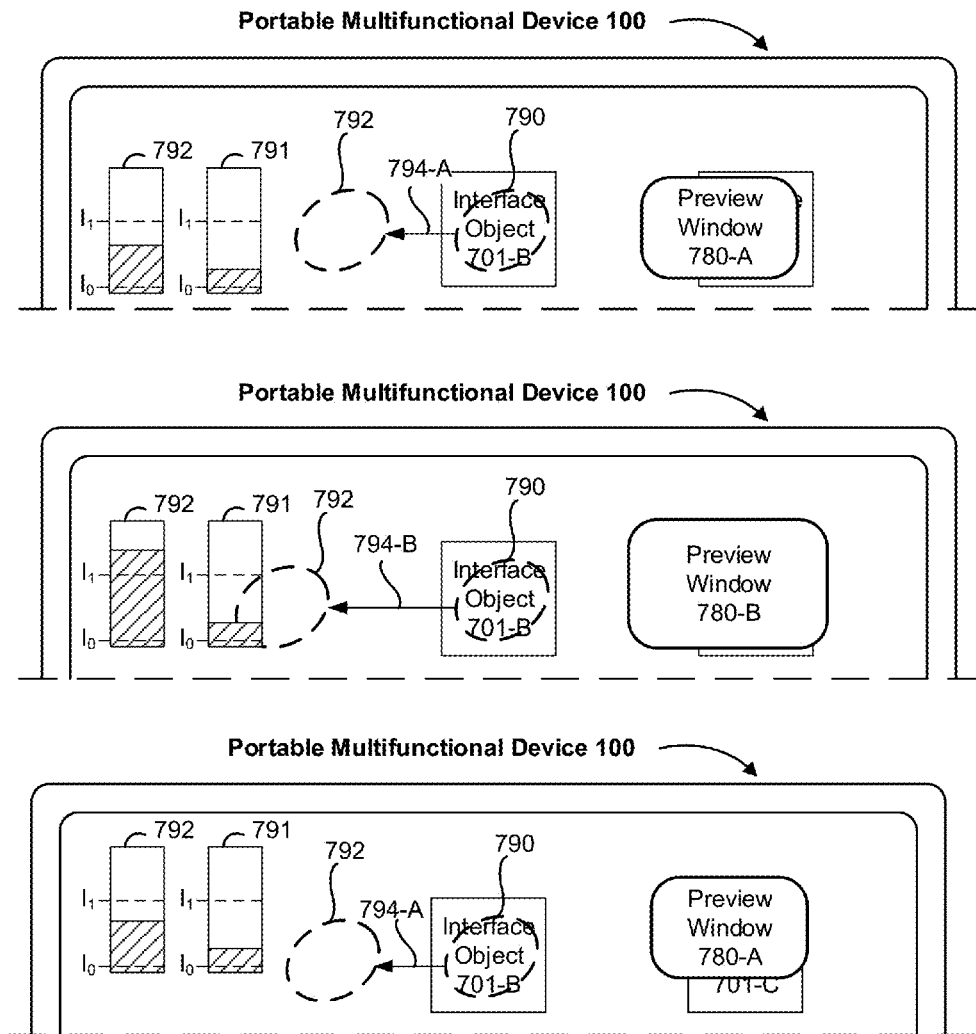 Portable Multifunctional Device 100
792
791
792
794-A
790
I1
I1
I0
I0
Interface
Object
701-B
Preview
Window
780-A
e
Portable Multifunctional Device 100
792
791
792
794-B
790
I1
I1
I0
I0
Interface
Object
701-B
Preview
Window
780-B
Portable Multifunctional Device 100
792
791
792
794-A
790
I1
I1
I0
I0
Interface
Object
701-B
Preview
Window
780-A
701-C